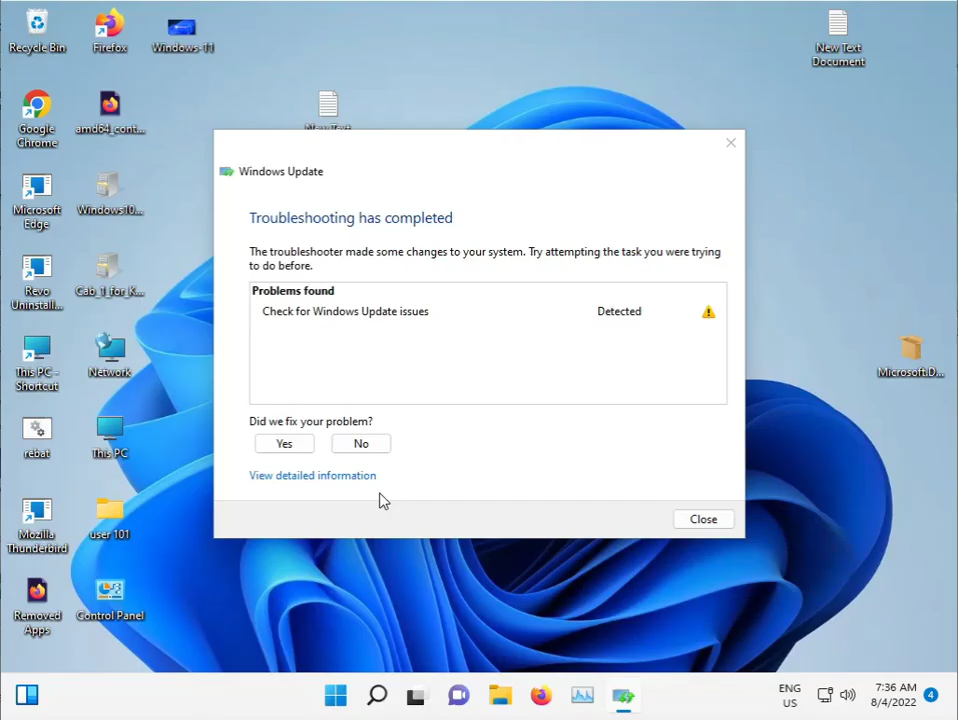 Recycle Bin
Firefox
Windows-11
New Text
Document
Google
Chrome
amd64_cont...
New Text
Windows Update
Microsoft
Edge
Windows10...
Troubleshooting has completed
The troubleshooter made some changes to your system. Try attempting the task you were trying
to do before.
Revo
Uninstall...
Cab_1_for_K...
Problems found
Check for Windows Update issues
Detected
This PC -
Shortcut
Network
Microsoft.D...
rebat
This PC
Did we fix your problem?
Yes
No
View detailed information
Mozilla
Thunderbird
user 101
Close
Removed
Apps
Control Panel
ENG
US
7:36 AM
8/4/2022
4